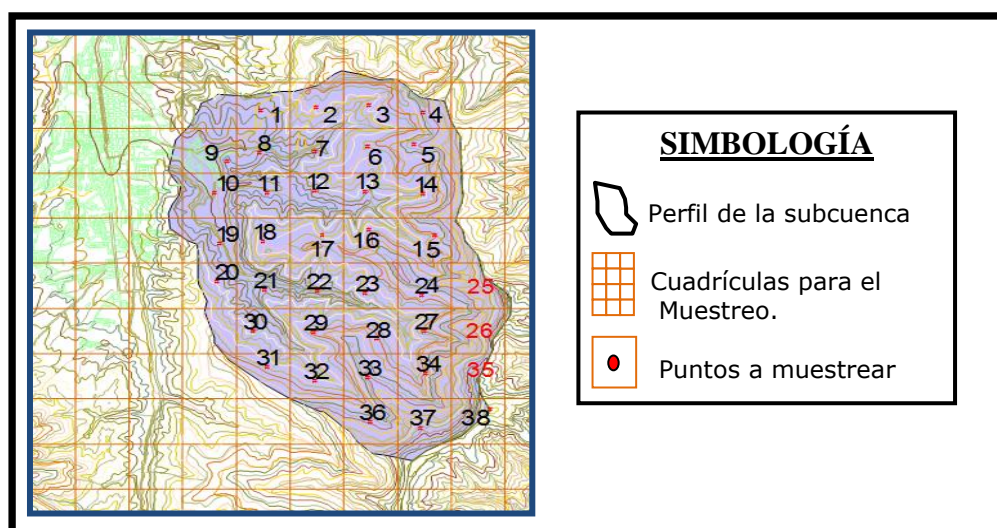 1 2 3 4
9 8 7 6 5
10 11 12 13 14
19 18 17 16 15
20 21 22 23 24 25
30 29 28 27 26
31 32 33 34 35
36 37 38
SIMBOLOGÍA
Perfil de la subcuenca
Cuadrículas para el
Muestreo.
Puntos a muestrear